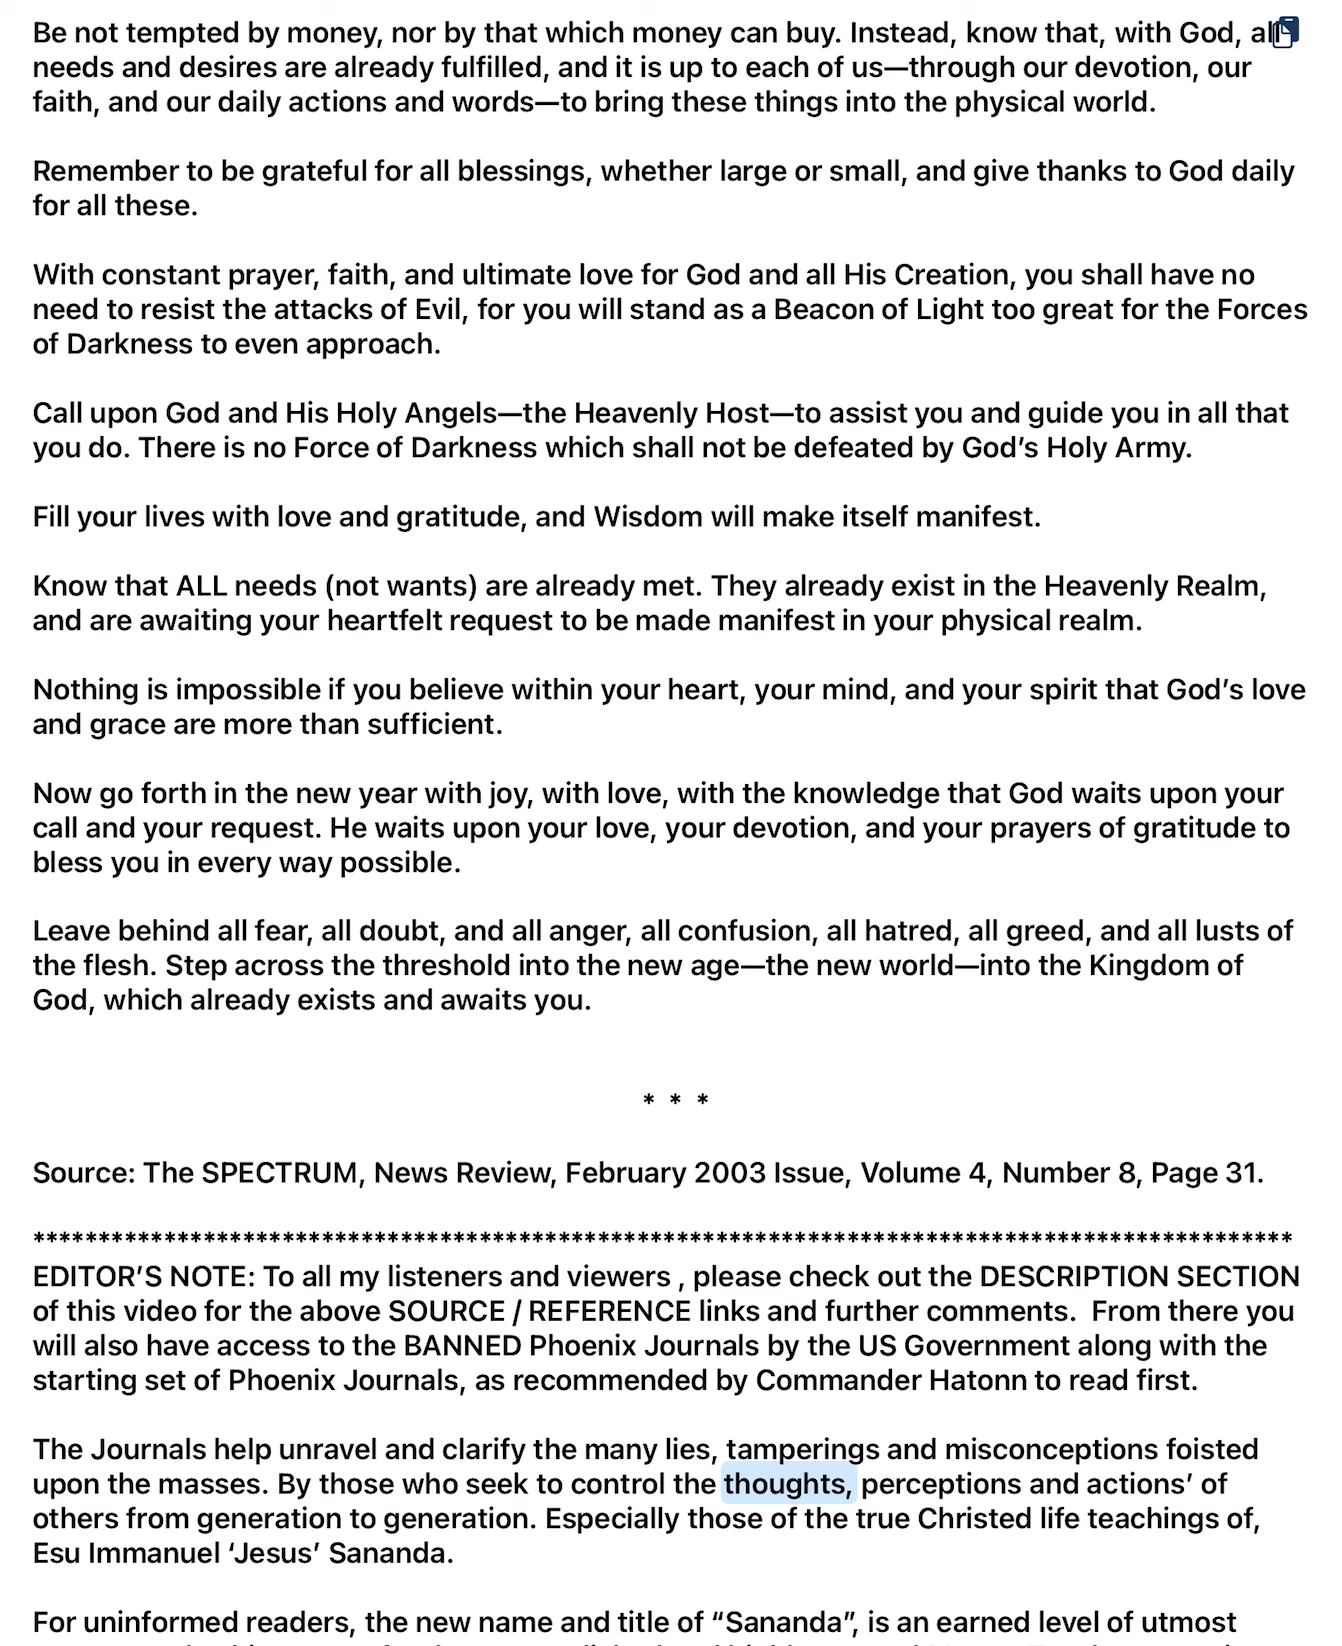 Be not tempted by money, nor by that which money can buy. Instead, know that, with God, all
needs and desires are already fulfilled, and it is up to each of us—through our devotion, our
faith, and our daily actions and words—to bring these things into the physical world.
Remember to be grateful for all blessings, whether large or small, and give thanks to God daily
for all these.
With constant prayer, faith, and ultimate love for God and all His Creation, you shall have no
need to resist the attacks of Evil, for you will stand as a Beacon of Light too great for the Forces
of Darkness to even approach.
Call upon God and His Holy Angels—the Heavenly Host—to assist you and guide you in all that
you do. There is no Force of Darkness which shall not be defeated by God’s Holy Army.
Fill your lives with love and gratitude, and Wisdom will make itself manifest.
Know that ALL needs (not wants) are already met. They already exist in the Heavenly Realm,
and are awaiting your heartfelt request to be made manifest in your physical realm.
Nothing is impossible if you believe within your heart, your mind, and your spirit that God’s love
and grace are more than sufficient.
Now go forth in the new year with joy, with love, with the knowledge that God waits upon your
call and your request. He waits upon your love, your devotion, and your prayers of gratitude to
bless you in every way possible.
Leave behind all fear, all doubt, and all anger, all confusion, all hatred, all greed, and all lusts of
the flesh. Step across the threshold into the new age—the new world—into the Kingdom of
God, which already exists and awaits you.
* * *
Source: The SPECTRUM, News Review, February 2003 Issue, Volume 4, Number 8, Page 31.
************************************************************************************************
EDITOR’S NOTE: To all my listeners and viewers , please check out the DESCRIPTION SECTION
of this video for the above SOURCE / REFERENCE links and further comments.  From there you
will also have access to the BANNED Phoenix Journals by the US Government along with the
starting set of Phoenix Journals, as recommended by Commander Hatonn to read first.
The Journals help unravel and clarify the many lies, tamperings and misconceptions foisted
upon the masses. By those who seek to control the thoughts, perceptions and actions’ of
others from generation to generation. Especially those of the true Christed life teachings of,
Esu Immanuel ‘Jesus’ Sananda.
For uninformed readers, the new name and title of “Sananda”, is an earned level of utmost